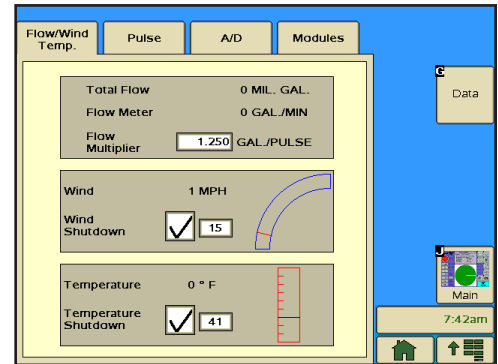 Flow/Wind
Temp.
Pulse
A/D
Modules
G
Data
Total Flow 0 MIL. GAL.
Flow Meter 0 GAL./MIN
Flow
Multiplier 1.250 GAL./PULSE
Wind 1 MPH
Wind
Shutdown 15
Temperature 0 ° F
Temperature
Shutdown 41
J
Main
7:42am